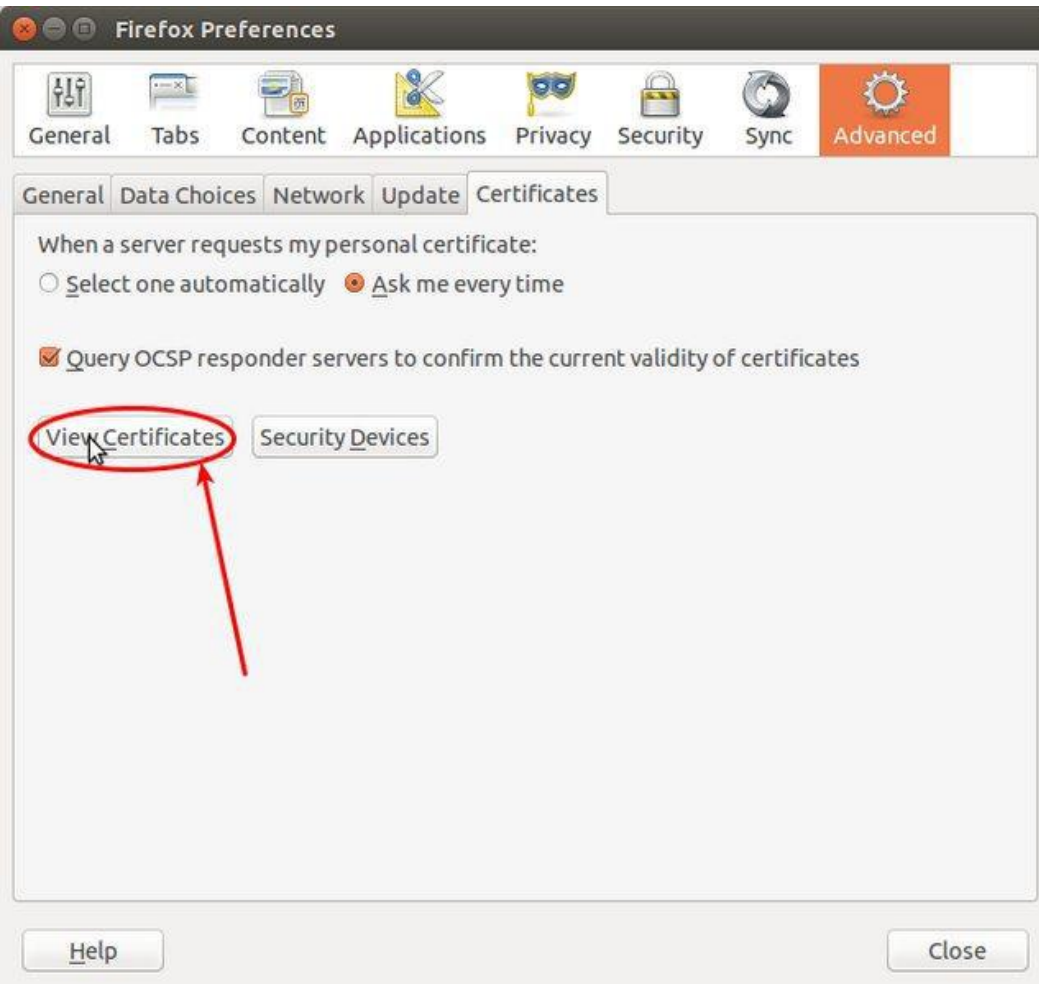 Firefox Preferences
General Tabs Content Applications Privacy Security Sync Advanced
General Data Choices Network Update Certificates
When a server requests my personal certificate:
Select one automatically Ask me every time
Query OCSP responder servers to confirm the current validity of certificates
View Certificates Security Devices
Help Close